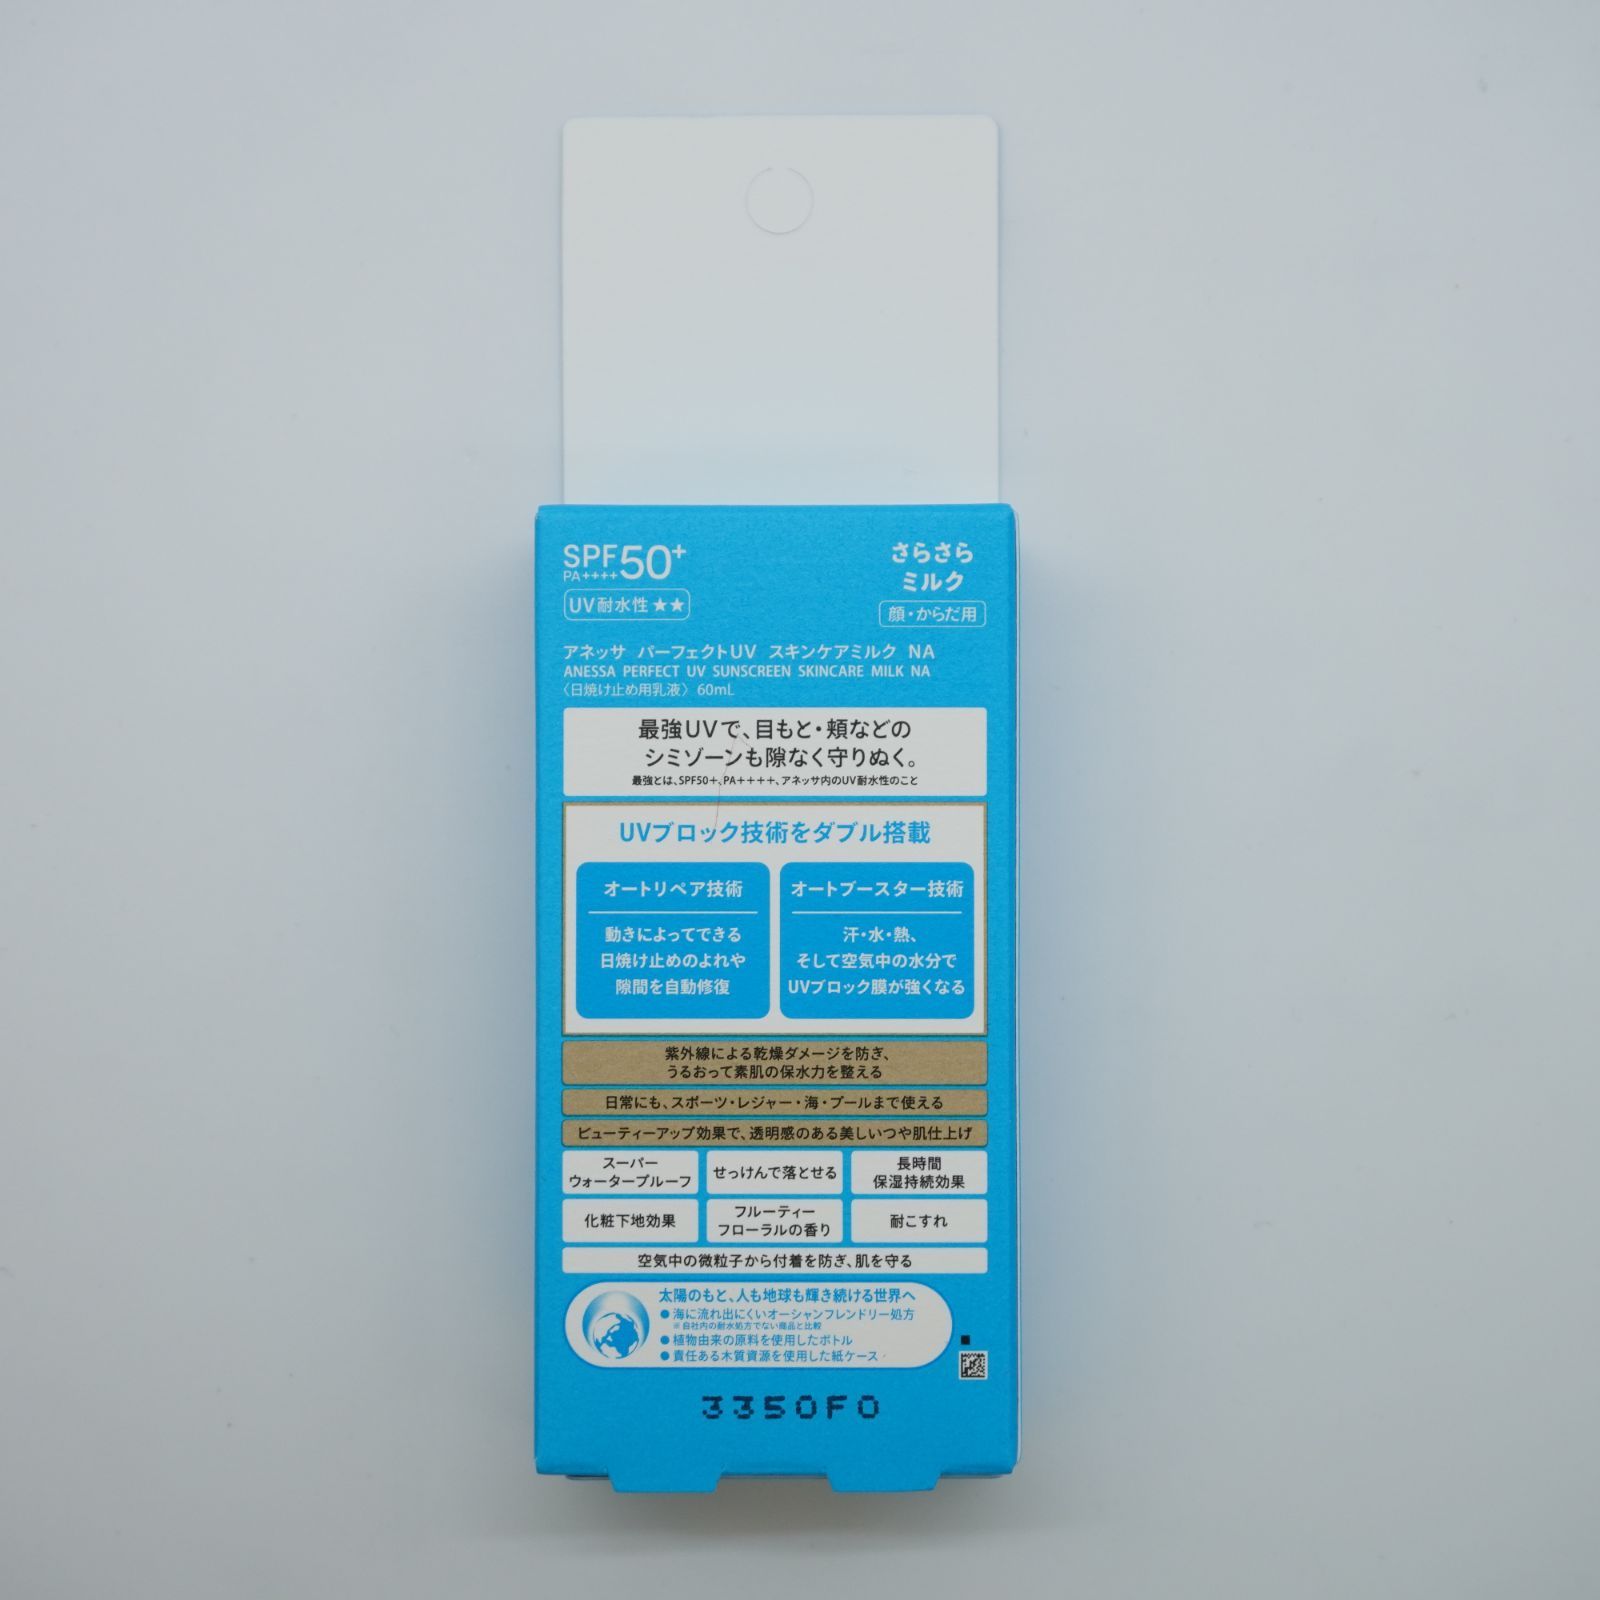 SPF50+
PA++++
UV耐水性★★
さらさら
ミルク
顔・からだ用
アネッサ パーフェクトUV スキンケアミルク NA
ANESSA PERFECT UV SUNSCREEN SKINCARE MILK NA
〈日焼け止め用乳液〉 60mL
最強UVで、目もと・頬などの
シミゾーンも隙なく守りぬく。
最強とは、SPF50+、PA++++、アネッサ内のUV耐水性のこと
UVブロック技術をダブル搭載
オートリペア技術
動きによってできる
日焼け止めのよれや
隙間を自動修復
オートブースター技術
汗・水・熱、
そして空気中の水分で
UVブロック膜が強くなる
紫外線による乾燥ダメージを防ぎ、
うるおって素肌の保水力を整える
日常にも、スポーツ・レジャー・海・プールまで使える
ビューティーアップ効果で、透明感のある美しいつや肌仕上げ
スーパー
ウォータープルーフ
せっけんで落とせる
長時間
保湿持続効果
化粧下地効果
フルーティー
フローラルの香り
耐こすれ
空気中の微粒子から付着を防ぎ、肌を守る
太陽のもと、人も地球も輝き続ける世界へ
●海に流れ出にくいオーシャンフレンドリー処方
※自社内の耐水処方でない商品と比較
●植物由来の原料を使用したボトル
●責任ある木質資源を使用した紙ケース
3350F0